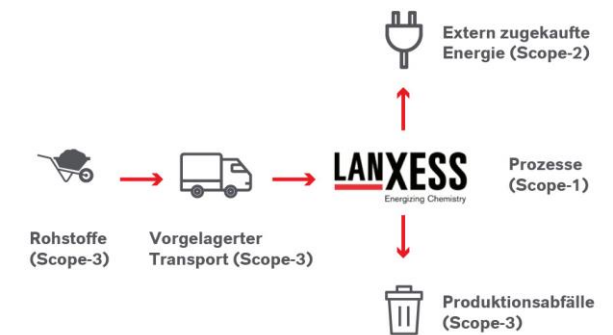 Extern zugekaufte
Energie (Scope-2)
LANXESS
Energizing Chemistry
Prozesse
(Scope-1)
Rohstoffe
(Scope-3)
Vorgelagerter
Transport (Scope-3)
Produktionsabfälle
(Scope-3)